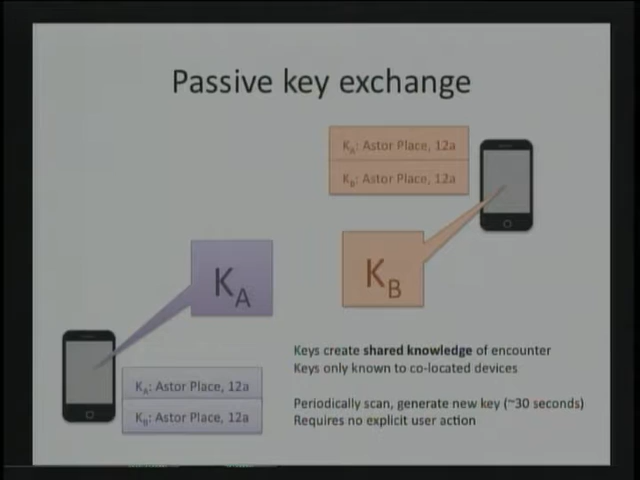 Passive key exchange
K_A: Astor Place, 12a
K_B: Astor Place, 12a
K_A
K_B
K_A: Astor Place, 12a
K_B: Astor Place, 12a
Keys create shared knowledge of encounter
Keys only known to co-located devices
Periodically scan, generate new key (~30 seconds)
Requires no explicit user action